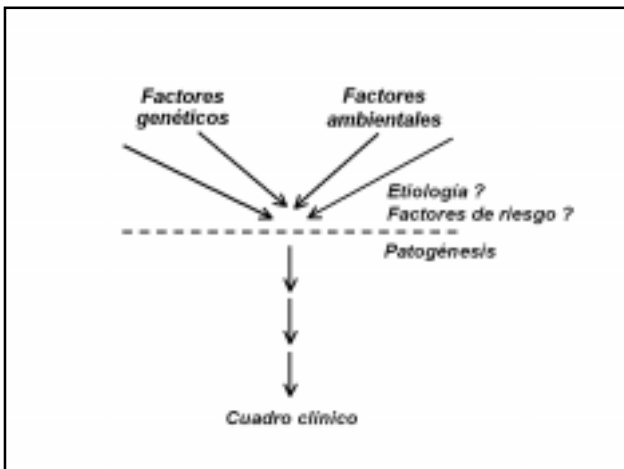 Factores
genéticos
Factores
ambientales
Etiología ?
Factores de riesgo ?
Patogénesis
Cuadro clínico